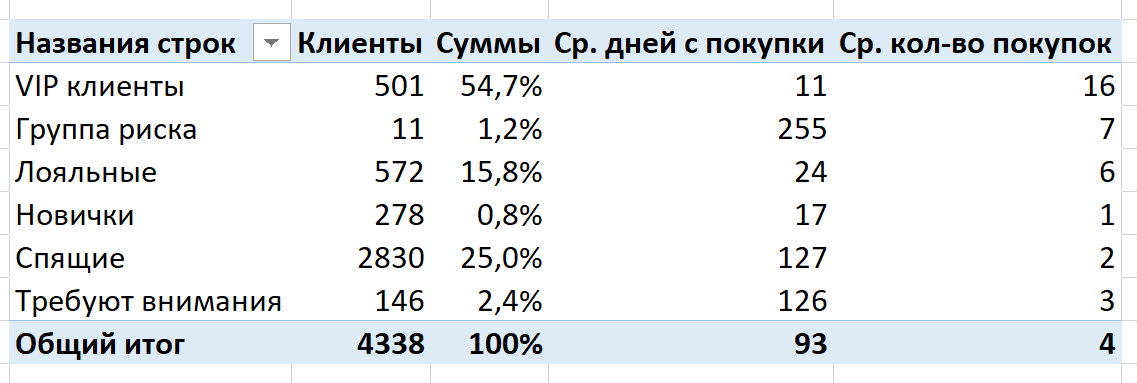 Названия строк Клиенты Суммы Ср. дней с покупки Ср. кол-во покупок
VIP клиенты 501 54,7% 11 16
Группа риска 11 1,2% 255 7
Лояльные 572 15,8% 24 6
Новички 278 0,8% 17 1
Спящие 2830 25,0% 127 2
Требуют внимания 146 2,4% 126 3
Общий итог 4338 100% 93 4